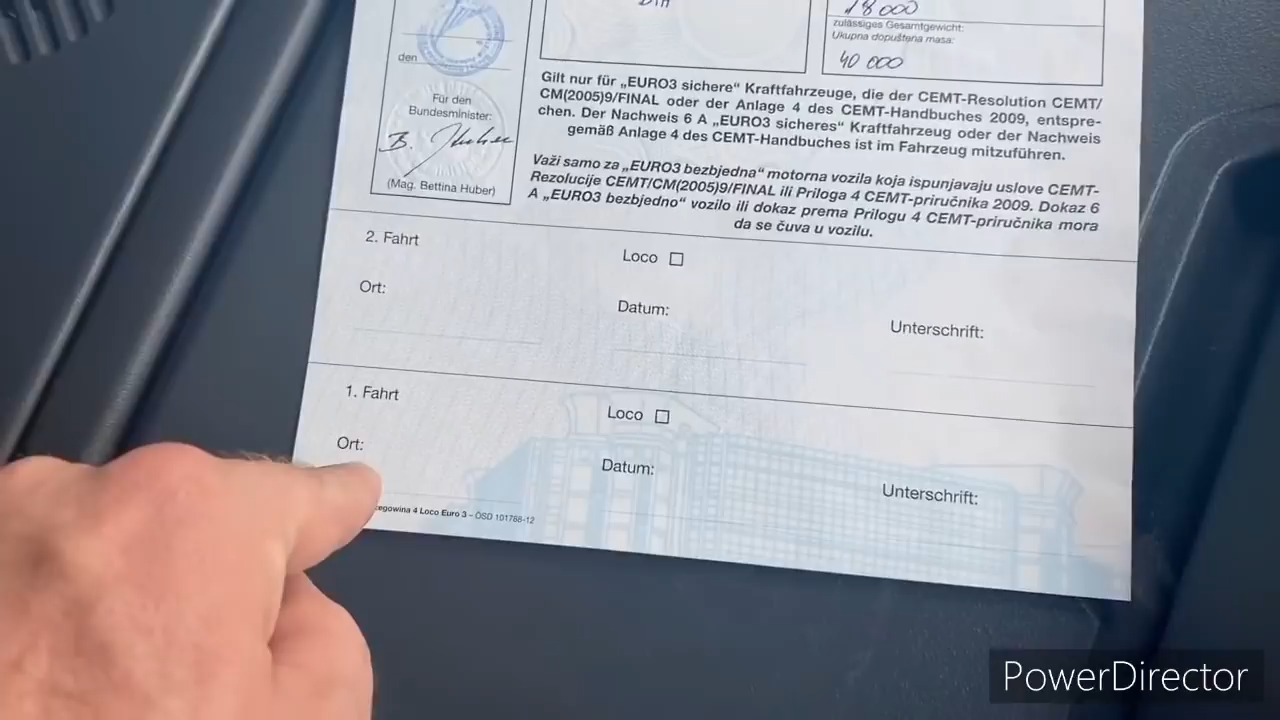 18 000
zulässiges Gesamtgewicht:
Ukupna dopuštena masa:
40 000
den
Für den
Bundesminister:
(Mag. Bettina Huber)
Gilt nur für „EURO3 sichere“ Kraftfahrzeuge, die der CEMT-Resolution CEMT/
CM(2005)9/FINAL oder der Anlage 4 des CEMT-Handbuches 2009, entspre-
chen. Der Nachweis 6 A „EURO3 sicheres“ Kraftfahrzeug oder der Nachweis
gemäß Anlage 4 des CEMT-Handbuches ist im Fahrzeug mitzuführen.
Važi samo za „EURO3 bezbjedna“ motorna vozila koja ispunjavaju uslove CEMT-
Rezolucije CEMT/CM(2005)9/FINAL ili Priloga 4 CEMT-priručnika 2009. Dokaz 6
A „EURO3 bezbjedno“ vozilo ili dokaz prema Prilogu 4 CEMT-priručnika mora
da se čuva u vozilu.
2. Fahrt
Loco
Ort:
Datum:
Unterschrift:
1. Fahrt
Loco
Ort:
Datum:
Unterschrift:
egowina 4 Loco Euro 3 – ÖSD 101788-12
PowerDirector